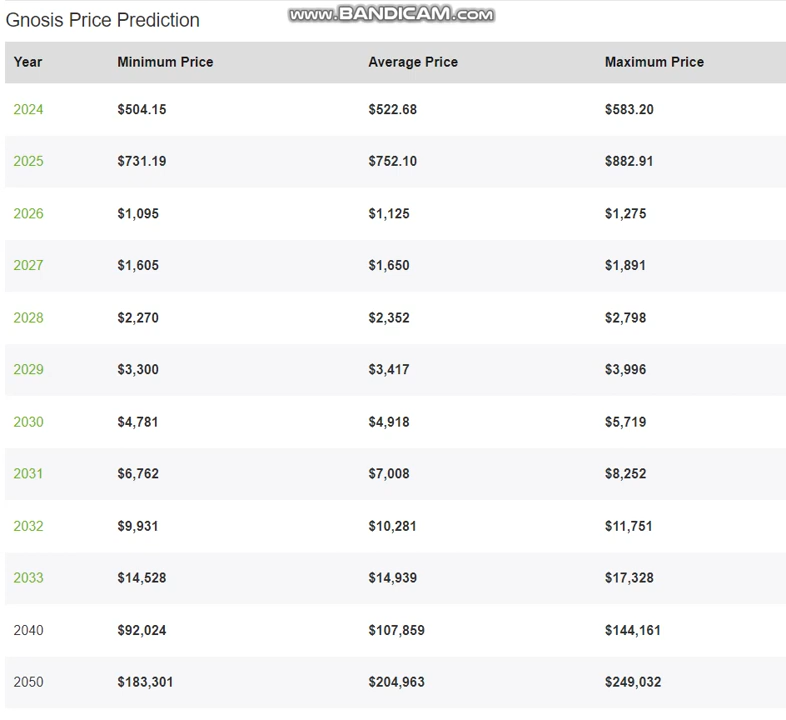 www.BANDICAM.com
Gnosis Price Prediction
Year Minimum Price Average Price Maximum Price
2024 $504.15 $522.68 $583.20
2025 $731.19 $752.10 $882.91
2026 $1,095 $1,125 $1,275
2027 $1,605 $1,650 $1,891
2028 $2,270 $2,352 $2,798
2029 $3,300 $3,417 $3,996
2030 $4,781 $4,918 $5,719
2031 $6,762 $7,008 $8,252
2032 $9,931 $10,281 $11,751
2033 $14,528 $14,939 $17,328
2040 $92,024 $107,859 $144,161
2050 $183,301 $204,963 $249,032